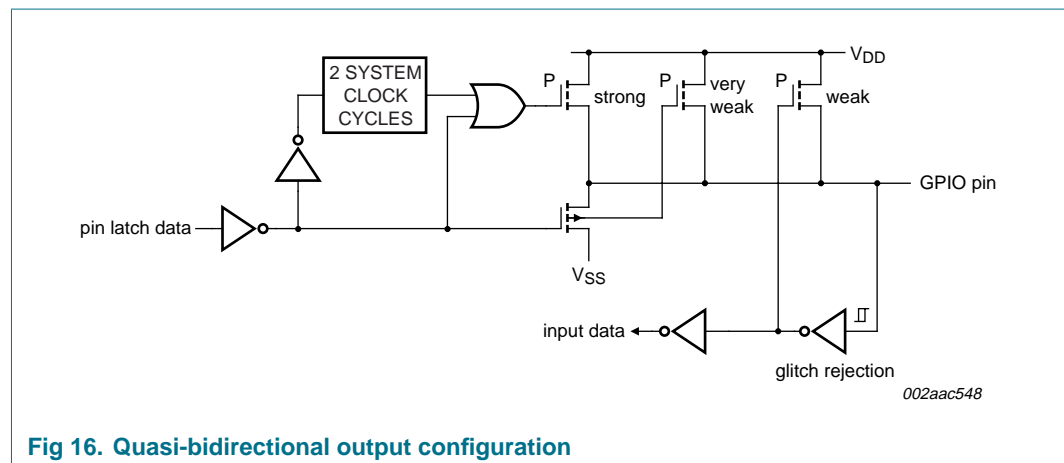 2 SYSTEM
CLOCK
CYCLES
P
strong
P
very
weak
P
weak
VDD
GPIO pin
pin latch data
VSS
input data
glitch rejection
002aac548
Fig 16. Quasi-bidirectional output configuration